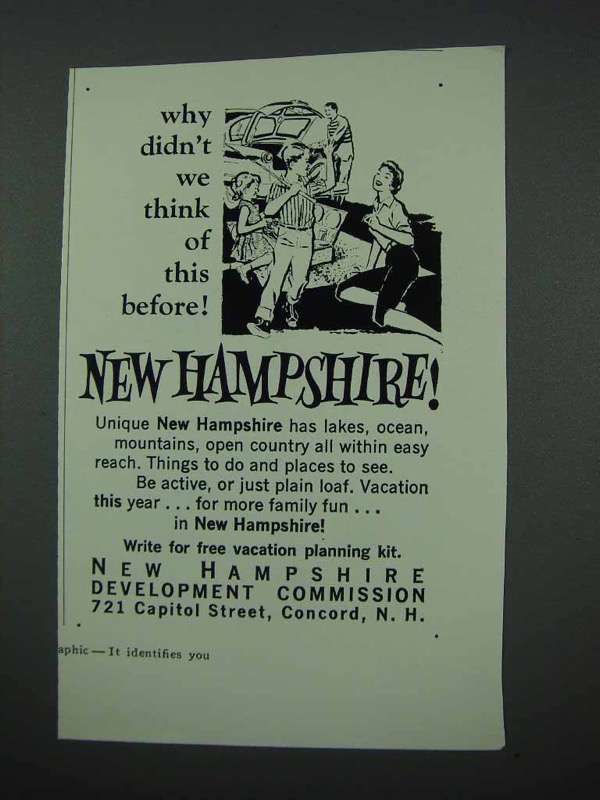 why
didn't
we
think
of
this
before!
NEW HAMPSHIRE!
Unique New Hampshire has lakes, ocean,
mountains, open country all within easy
reach. Things to do and places to see.
Be active, or just plain loaf. Vacation
this year . . . for more family fun . . .
in New Hampshire!
Write for free vacation planning kit.
NEW HAMPSHIRE
DEVELOPMENT COMMISSION
721 Capitol Street, Concord, N. H.
aphic — It identifies you